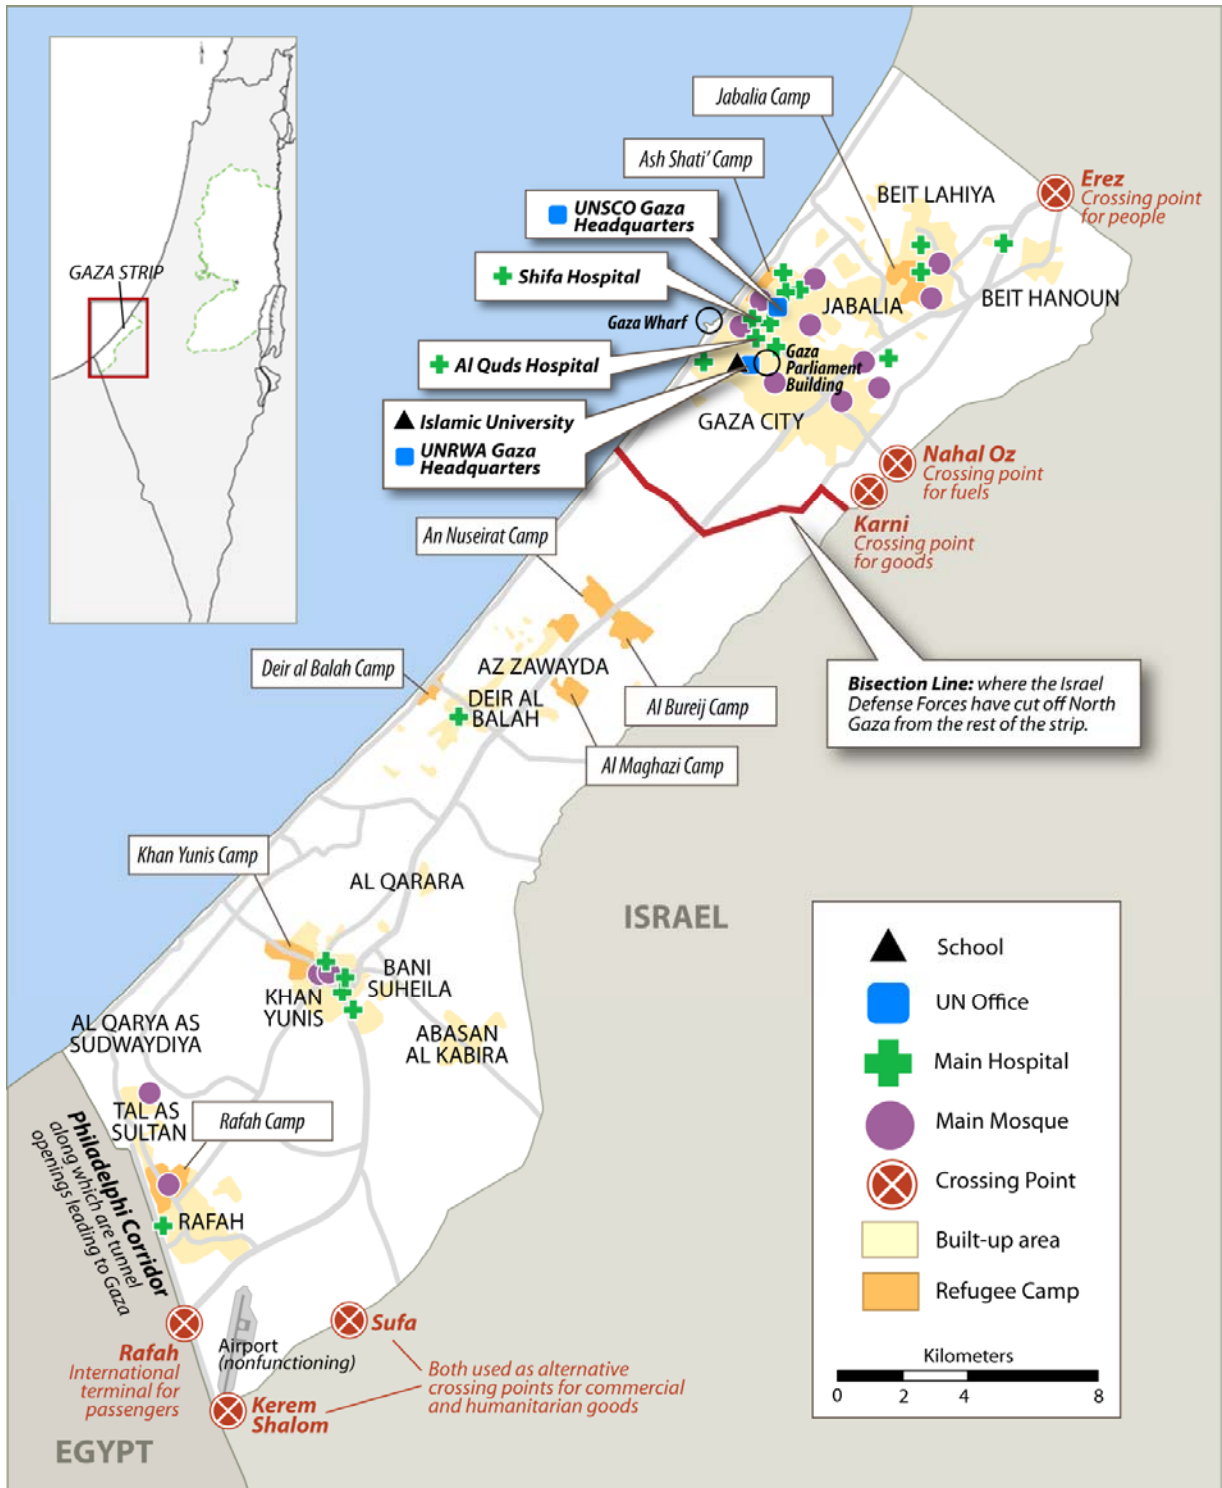 GAZA STRIP
Jabalia Camp
Ash Shati' Camp
UNSCO Gaza
Headquarters
Shifa Hospital
Gaza Wharf
Al Quds Hospital
Islamic University
UNRWA Gaza
Headquarters
BEIT LAHIYA
Erez
Crossing point
for people
JABALIA
BEIT HANOUN
Gaza
Parliament
Building
GAZA CITY
Nahal Oz
Crossing point
for fuels
Karni
Crossing point
for goods
An Nuseirat Camp
Deir al Balah Camp
AZ ZAWAYDA
DEIR AL
BALAH
Al Bureij Camp
Al Maghazi Camp
Bisection Line: where the Israel
Defense Forces have cut off North
Gaza from the rest of the strip.
Khan Yunis Camp
AL QARARA
ISRAEL
BANI
SUHEILA
KHAN
YUNIS
AL QARYA AS
SUDWAYDIYA
ABASAN
AL KABIRA
TAL AS
SULTAN
Rafah Camp
Philadelphi Corridor
along which are tunnel
openings leading to Gaza
RAFAH
Rafah
International
terminal for
passengers
Airport
(nonfunctioning)
Sufa
Kerem
Shalom
Both used as alternative
crossing points for commercial
and humanitarian goods
EGYPT
School
UN Office
Main Hospital
Main Mosque
Crossing Point
Built-up area
Refugee Camp
Kilometers
0 2 4 8